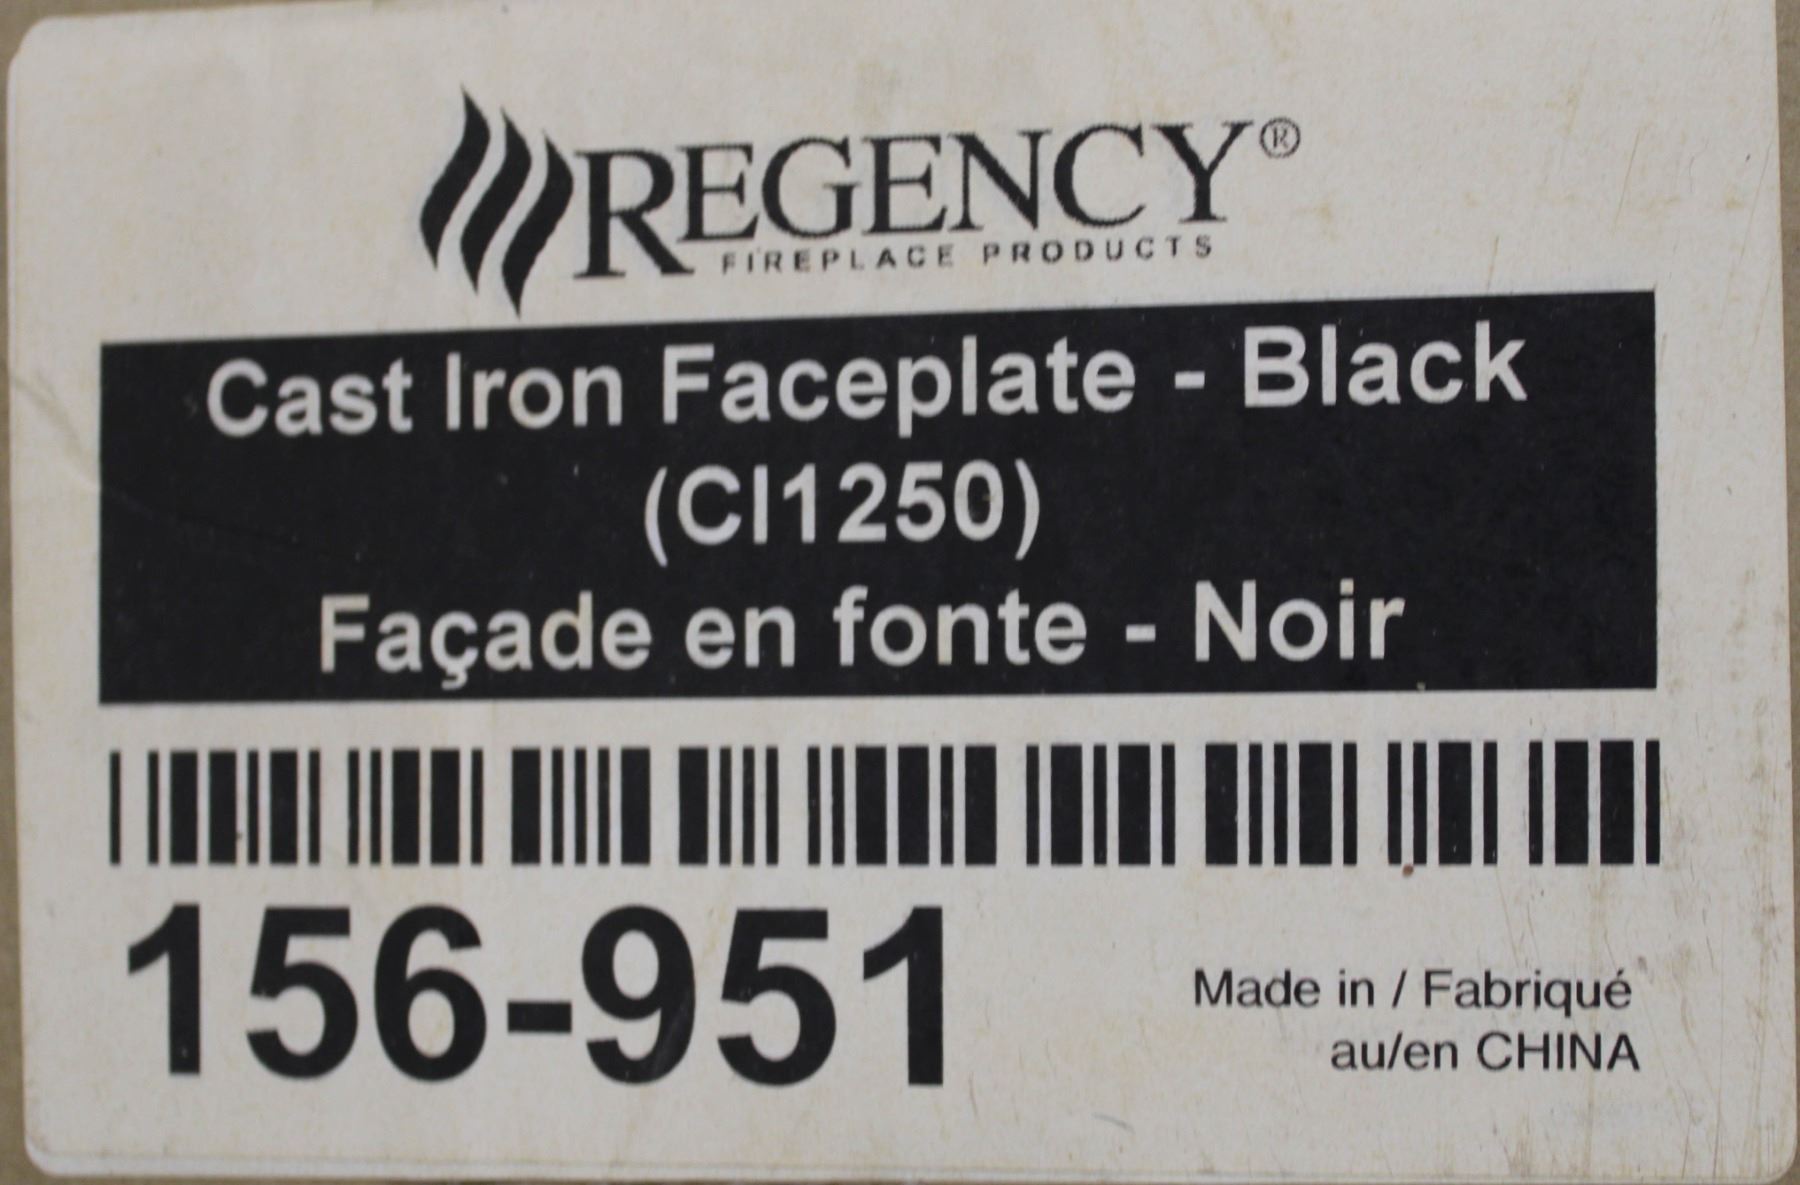 REGENCY®
FIREPLACE PRODUCTS
Cast Iron Faceplate - Black
(CI1250)
Façade en fonte - Noir
156-951
Made in / Fabriqué
au/en CHINA